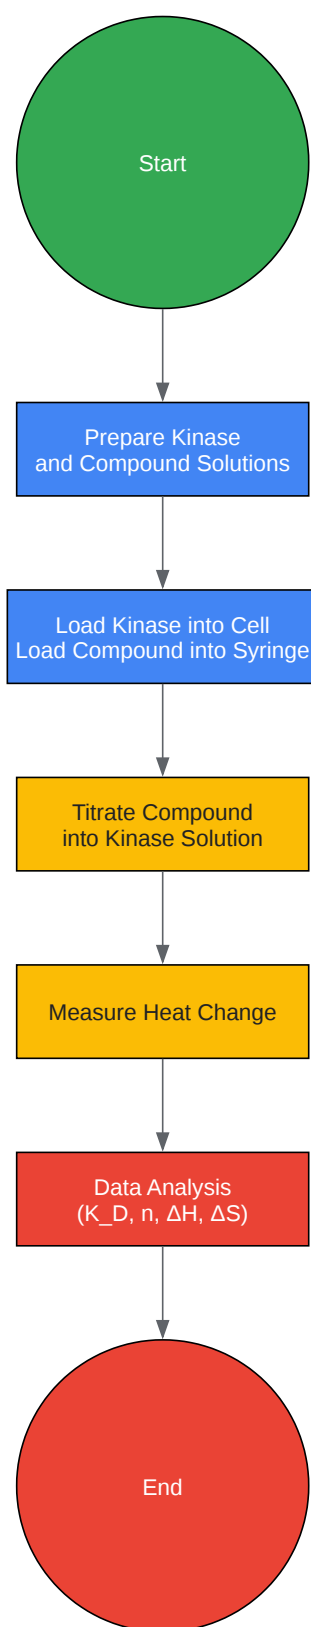 Start
Prepare Kinase
and Compound Solutions
Load Kinase into Cell
Load Compound into Syringe
Titrate Compound
into Kinase Solution
Measure Heat Change
Data Analysis
(K_D, n, ΔH, ΔS)
End